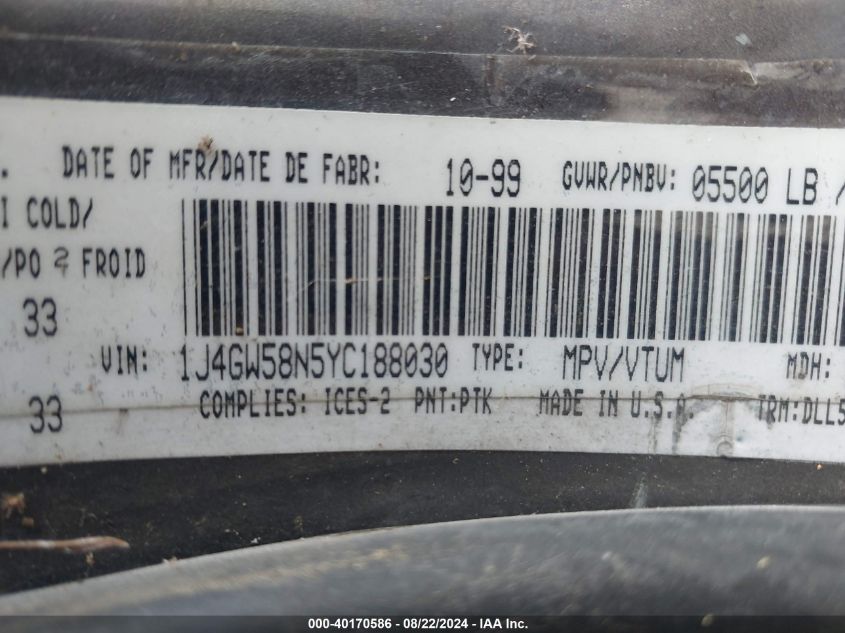 . DATE OF MFR/DATE DE FABR: 10-99 GVWR/PNBV: 05500 LB /
I COLD/
/PO 2 FROID
33
VIN: 1J4GW58N5YC188030 TYPE: MPV/VTUM MDH:
33 COMPLIES: ICES-2 PNT:PTK MADE IN U.S.A. TRM:DLL5
000-40170586 - 08/22/2024 - IAA Inc.